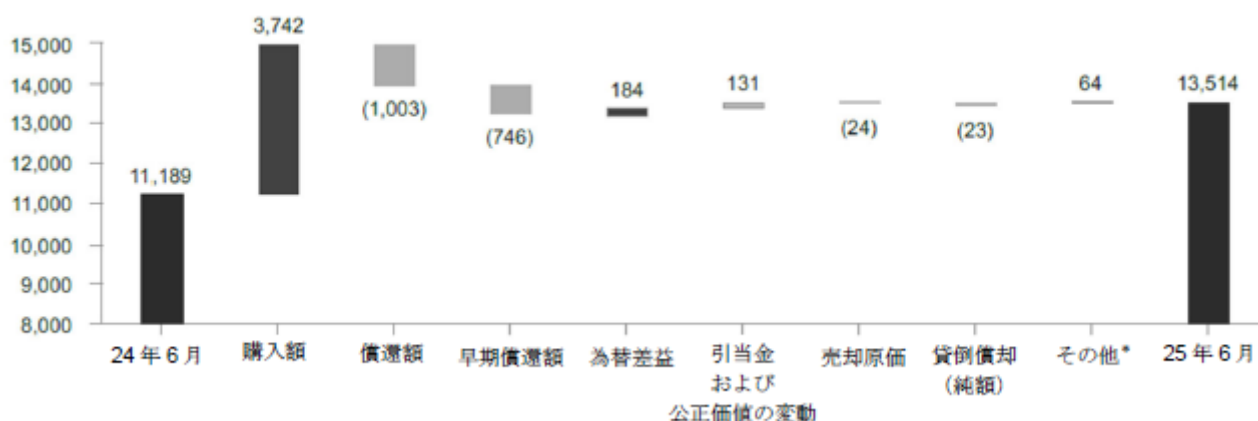 3,742
15,000
14,000
13,000
12,000
11,000
10,000
9,000
8,000
11,189
(1,003)
(746)
184
131
(24)
(23)
64
13,514
24年6月
購入額
償還額
早期償還額
為替差益
引当金
および
公正価値の変動
売却原価
貸倒償却
(純額)
その他*
25年6月